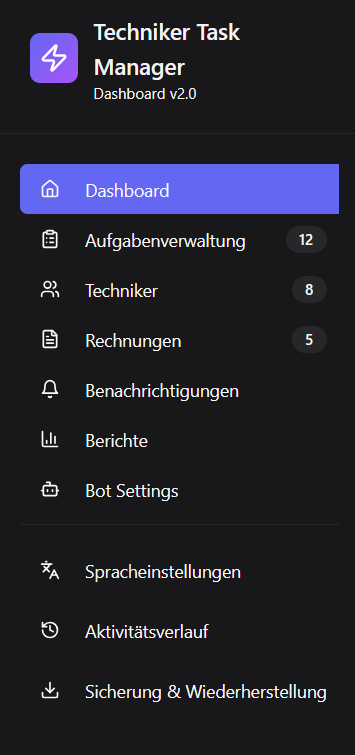 Techniker Task
Manager
Dashboard v2.0
Dashboard
Aufgabenverwaltung 12
Techniker 8
Rechnungen 5
Benachrichtigungen
Berichte
Bot Settings
Spracheinstellungen
Aktivitätsverlauf
Sicherung & Wiederherstellung